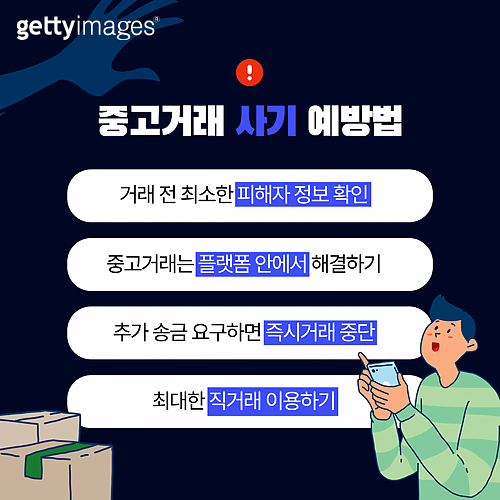 gettyimages®
!
중고거래 사기 예방법
거래 전 최소한 피해자 정보 확인
중고거래는 플랫폼 안에서 해결하기
추가 송금 요구하면 즉시거래 중단
최대한 직거래 이용하기